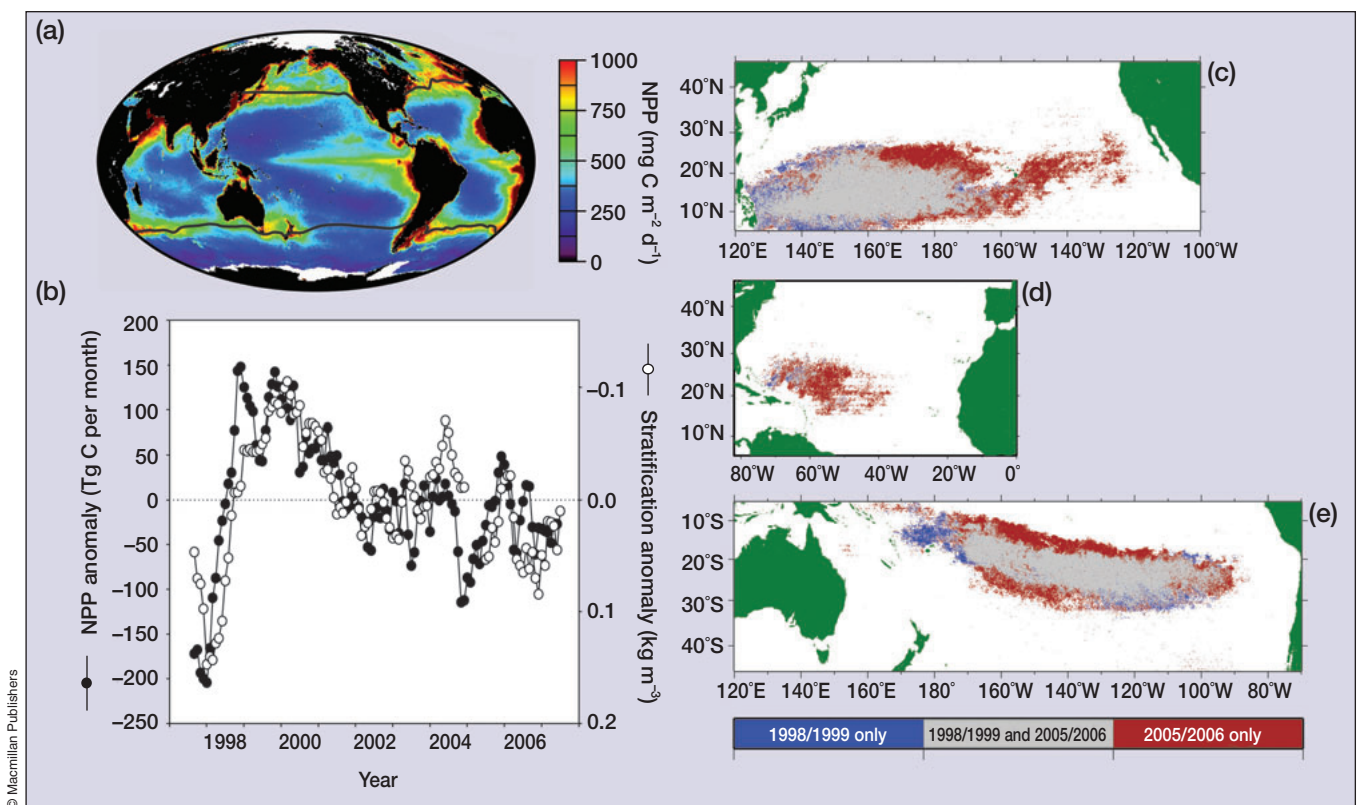 (a)
1000
750
500
250
0
NPP (mg C m⁻² d⁻¹)
(b)
200
150
100
50
0
−50
−100
−150
−200
−250
NPP anomaly (Tg C per month)
−0.1
0.0
0.1
0.2
Stratification anomaly (kg m⁻³)
1998 2000 2002 2004 2006
Year
(c)
40°N
30°N
20°N
10°N
120°E 140°E 160°E 180° 160°W 140°W 120°W 100°W
(d)
40°N
30°N
20°N
10°N
80°W 60°W 40°W 20°W 0°
(e)
10°S
20°S
30°S
40°S
120°E 140°E 160°E 180° 160°W 140°W 120°W 100°W 80°W
1998/1999 only 1998/1999 and 2005/2006 2005/2006 only
© Macmillan Publishers